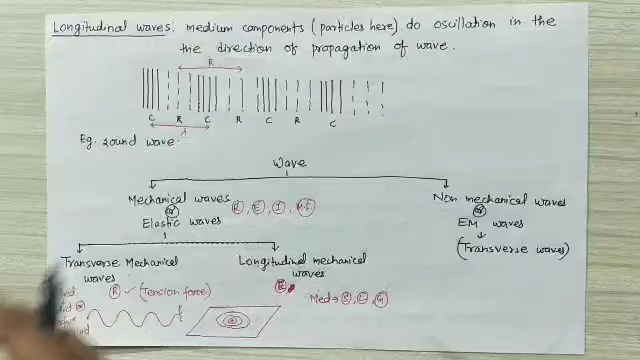 Longitudinal waves: medium components (particles here) do oscillation in the
the direction of propagation of wave.
R
C R C R C R C
λ
Eg. sound wave.
Wave
Mechanical waves
or
Elastic waves
R, E, I, M.F
Non mechanical waves
or
EM waves
(Transverse waves)
Transverse Mechanical
waves
R (Tension force)
Longitudinal mechanical
waves
Med → S, L, G